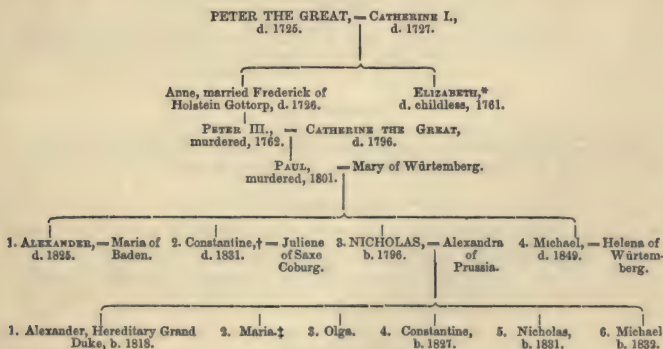 PETER THE GREAT, — CATHERINE I.,
d. 1725. d. 1727.
Anne, married Frederick of
Holstein Gottorp, d. 1726.
ELIZABETH,*
d. childless, 1761.
PETER III., — CATHERINE THE GREAT,
murdered, 1762. d. 1796.
PAUL, — Mary of Würtemberg.
murdered, 1801.
1. ALEXANDER, — Maria of
d. 1825. Baden.
2. Constantine,† — Juliene
d. 1831. of Saxe
Coburg.
3. NICHOLAS, — Alexandra
b. 1796. of
Prussia.
4. Michael, — Helena of
d. 1849. Würtem-
berg.
1. Alexander, Hereditary Grand
Duke, b. 1818.
2. Maria.‡
3. Olga.
4. Constantine,
b. 1827.
5. Nicholas,
b. 1831.
6. Michael
b. 1832.